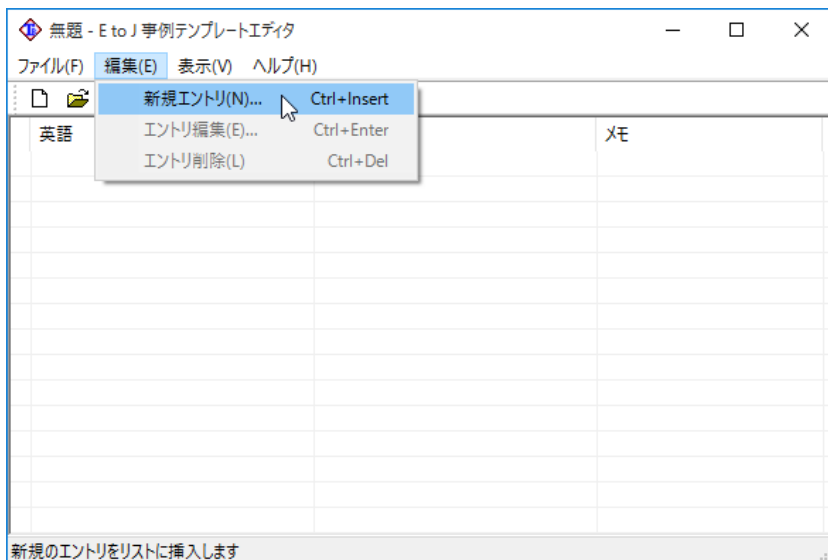 無題 - E to J 事例テンプレートエディタ
ファイル(F) 編集(E) 表示(V) ヘルプ(H)
新規エントリ(N)... Ctrl+Insert
エントリ編集(E)... Ctrl+Enter
エントリ削除(L) Ctrl+Del
英語 メモ
新規のエントリをリストに挿入します